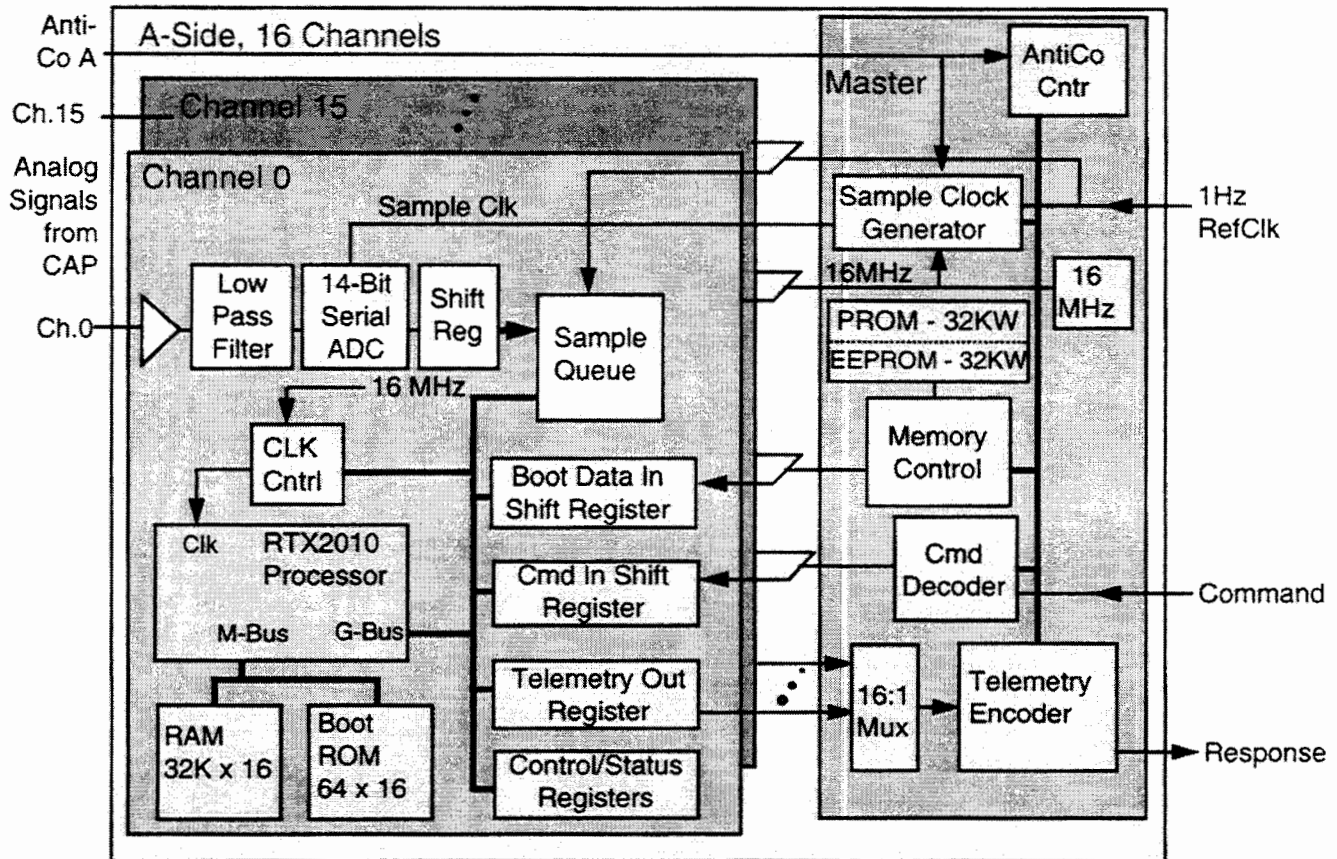 Anti-
Co A
A-Side, 16 Channels
AntiCo
Cntr
Master
Ch.15
Channel 15
Analog
Signals
from
CAP
Channel 0
Sample Clk
Sample Clock
Generator
1Hz
RefClk
16MHz
16
MHz
Ch.0
Low
Pass
Filter
14-Bit
Serial
ADC
Shift
Reg
Sample
Queue
PROM - 32KW
EEPROM - 32KW
16 MHz
CLK
Cntrl
Memory
Control
Boot Data In
Shift Register
Clk
RTX2010
Processor
M-Bus
G-Bus
Cmd In Shift
Register
Cmd
Decoder
Command
Telemetry Out
Register
16:1
Mux
Telemetry
Encoder
Response
RAM
32K x 16
Boot
ROM
64 x 16
Control/Status
Registers